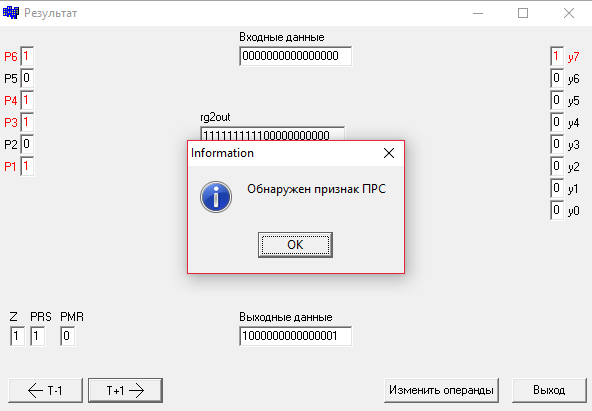 Результат
Входные данные
0000000000000000
P6 1
P5 0
P4 1
P3 1
P2 0
P1 1
1 y7
0 y6
0 y5
0 y4
0 y3
0 y2
0 y1
0 y0
rg2out
Information
Обнаружен признак ПРС
OK
Z PRS PMR
1 1 0
Выходные данные
1000000000000001
T-1
T+1
Изменить операнды
Выход